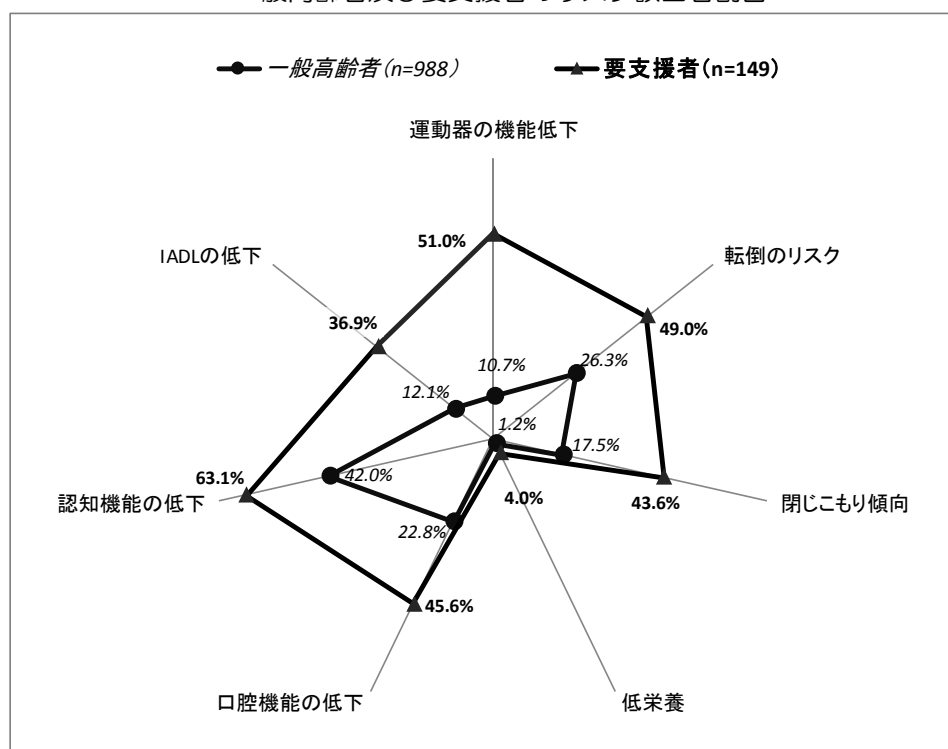 一般高齢者(n=988)
要支援者(n=149)
運動器の機能低下
IADLの低下
転倒のリスク
51.0%
36.9%
49.0%
10.7%
26.3%
12.1%
1.2%
17.5%
63.1%
42.0%
認知機能の低下
4.0%
43.6%
閉じこもり傾向
22.8%
45.6%
口腔機能の低下
低栄養